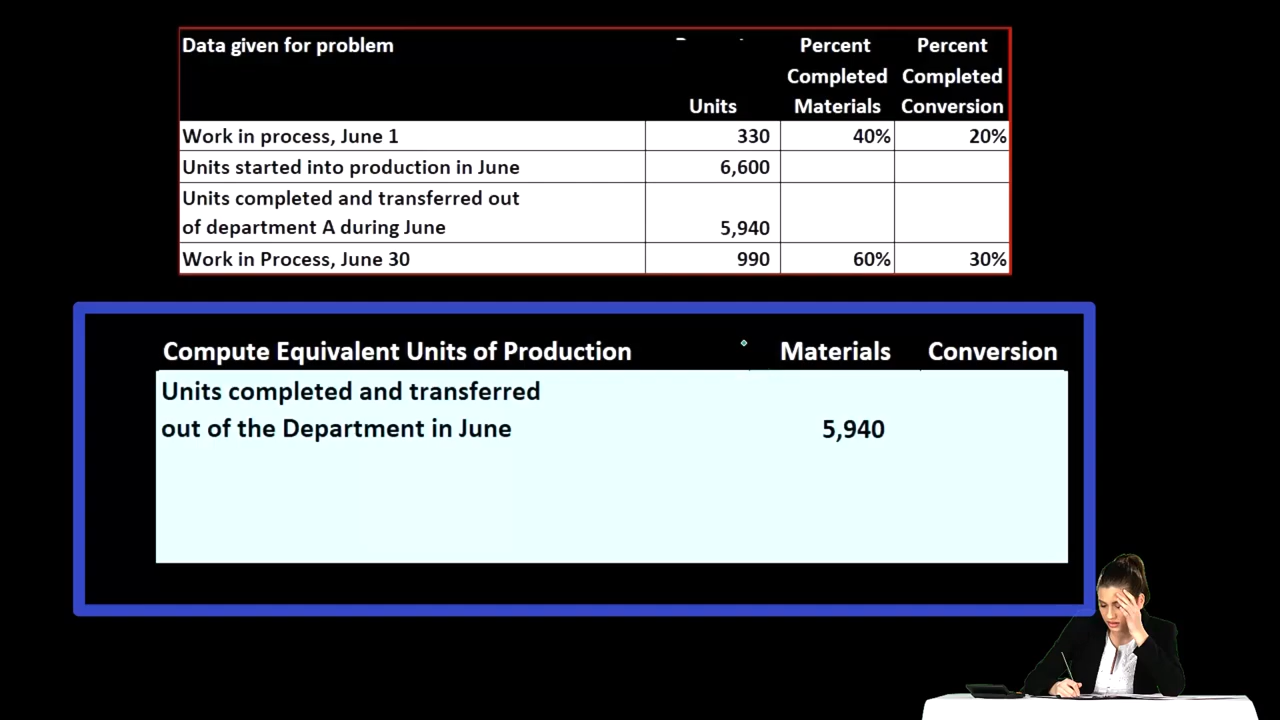 Data given for problem
Percent Percent
Completed Completed
Units Materials Conversion
Work in process, June 1 330 40% 20%
Units started into production in June 6,600
Units completed and transferred out
of department A during June 5,940
Work in Process, June 30 990 60% 30%
Compute Equivalent Units of Production Materials Conversion
Units completed and transferred
out of the Department in June 5,940